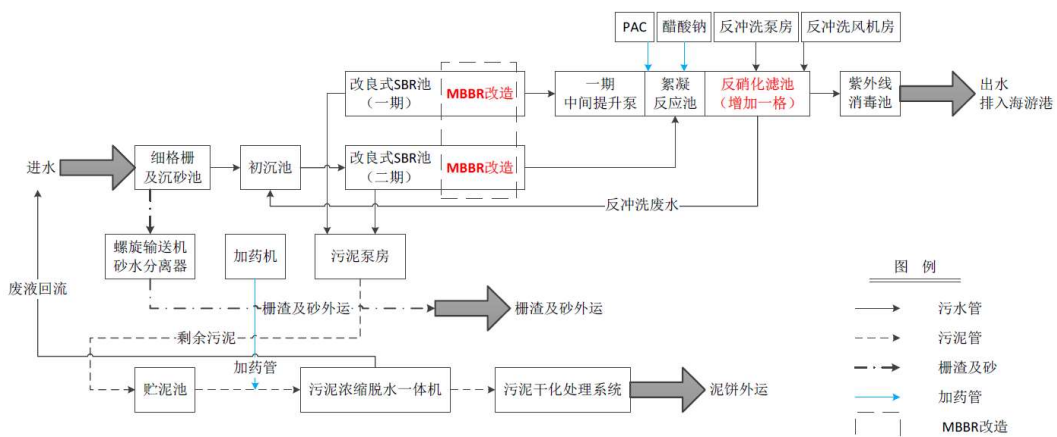 PAC
醋酸钠
反冲洗泵房
反冲洗风机房
改良式SBR池
（一期）
MBBR改造
一期
中间提升泵
絮凝
反应池
反硝化滤池
（增加一格）
紫外线
消毒池
出水
排入海游港
进水
细格栅
及沉砂池
初沉池
改良式SBR池
（二期）
MBBR改造
反冲洗废水
螺旋输送机
砂水分离器
加药机
污泥泵房
废液回流
栅渣及砂外运
栅渣及砂外运
剩余污泥
加药管
贮泥池
污泥浓缩脱水一体机
污泥干化处理系统
泥饼外运
图 例
污水管
污泥管
栅渣及砂
加药管
MBBR改造